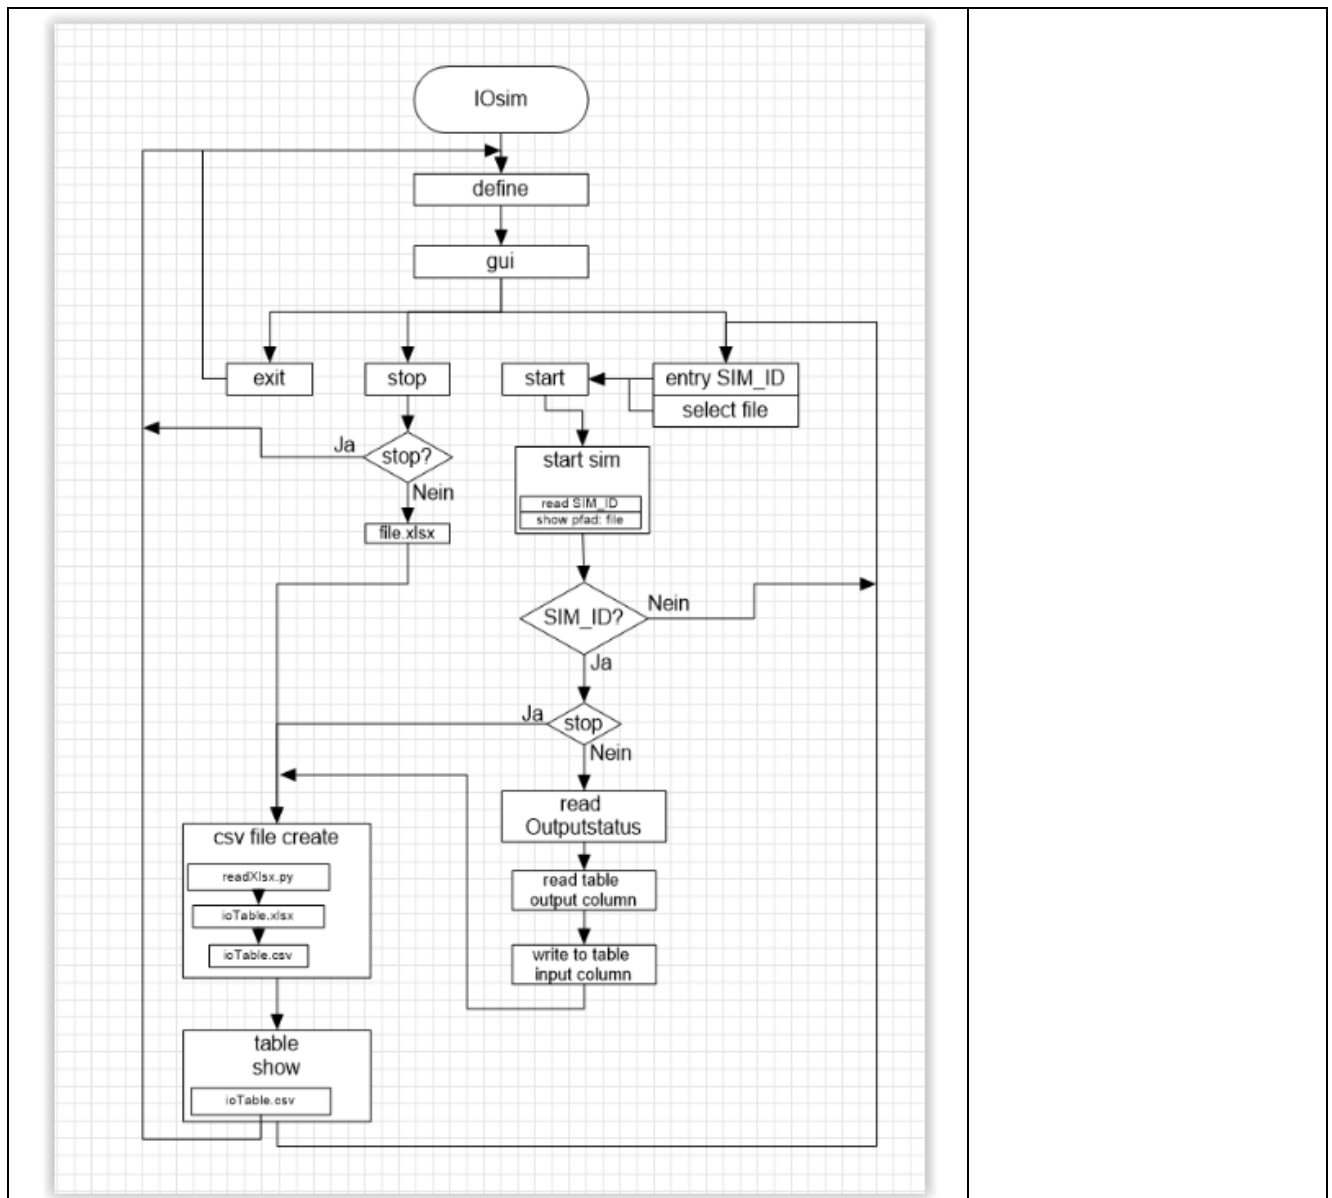 IOsim
define
gui
exit
stop
start
entry SIM_ID
select file
Ja
stop?
Nein
file.xlsx
start sim
read SIM_ID
show pfad: file
SIM_ID?
Nein
Ja
Ja
stop
Nein
read
Outputstatus
read table
output column
write to table
input column
csv file create
readXlsx.py
ioTable.xlsx
ioTable.csv
table
show
ioTable.csv